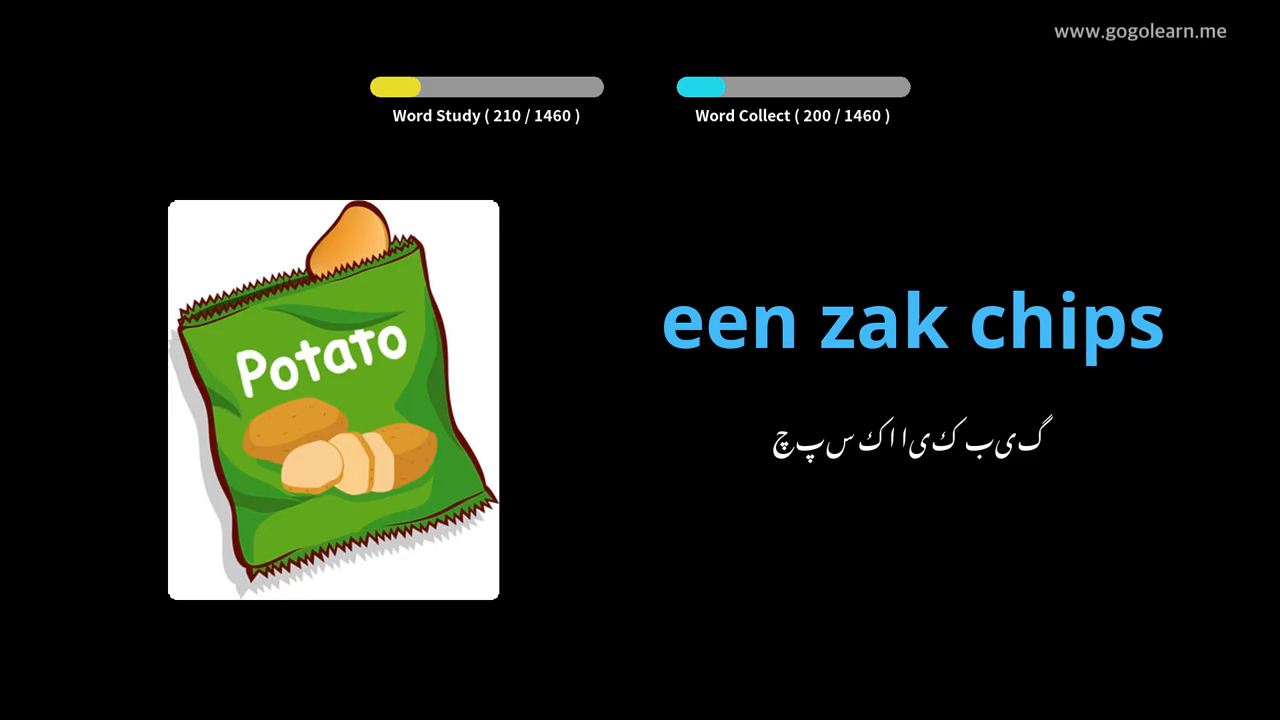 www.gogolearn.me
Word Study ( 210 / 1460 )
Word Collect ( 200 / 1460 )
Potato
een zak chips
چپس کا ایک بیگ